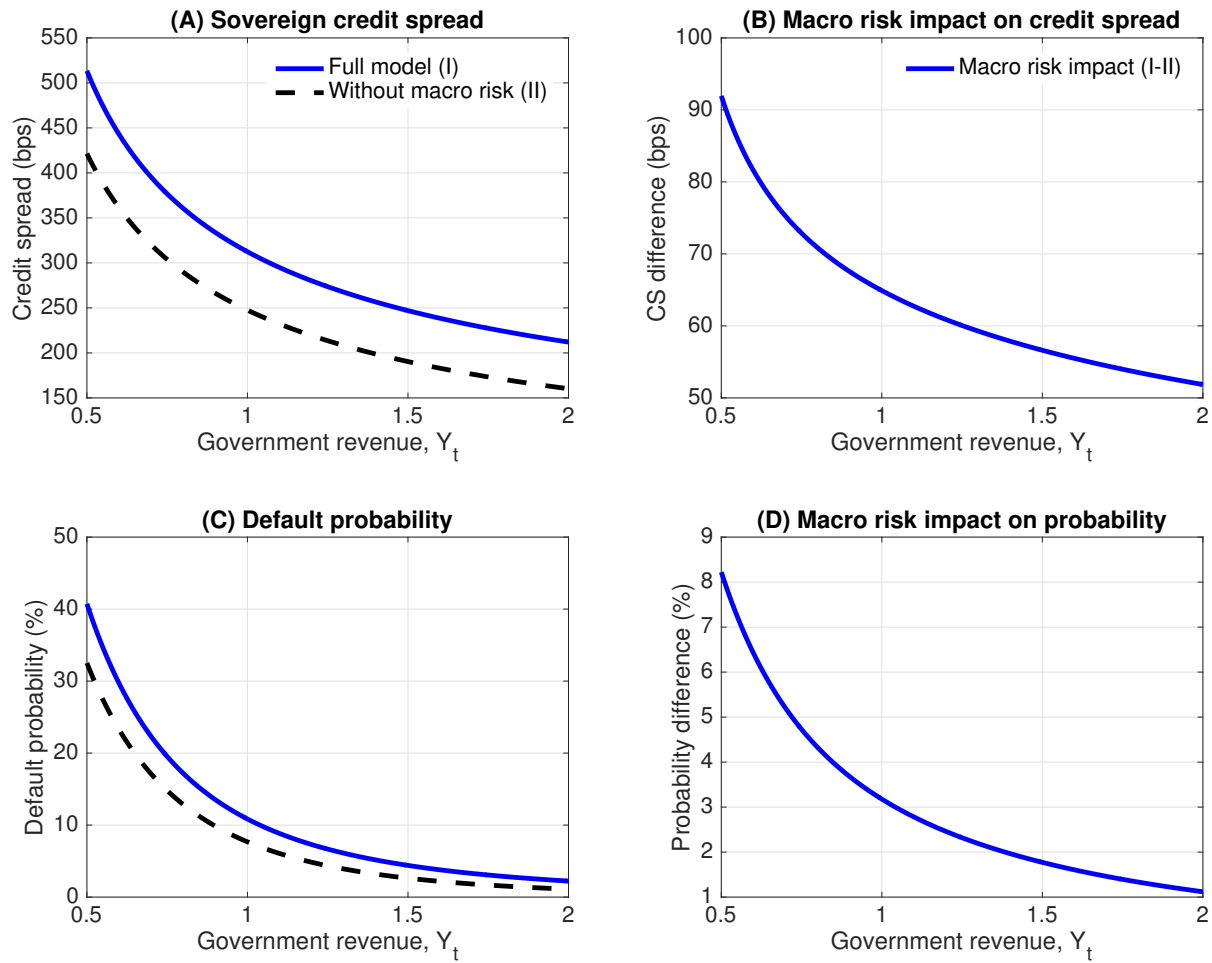 (A) Sovereign credit spread
550
500
450
400
350
300
250
200
150
Credit spread (bps)
Full model (I)
Without macro risk (II)
0.5 1 1.5 2
Government revenue, Y_t
(B) Macro risk impact on credit spread
100
90
80
70
60
50
CS difference (bps)
Macro risk impact (I-II)
0.5 1 1.5 2
Government revenue, Y_t
(C) Default probability
50
40
30
20
10
0
Default probability (%)
0.5 1 1.5 2
Government revenue, Y_t
(D) Macro risk impact on probability
9
8
7
6
5
4
3
2
1
Probability difference (%)
0.5 1 1.5 2
Government revenue, Y_t